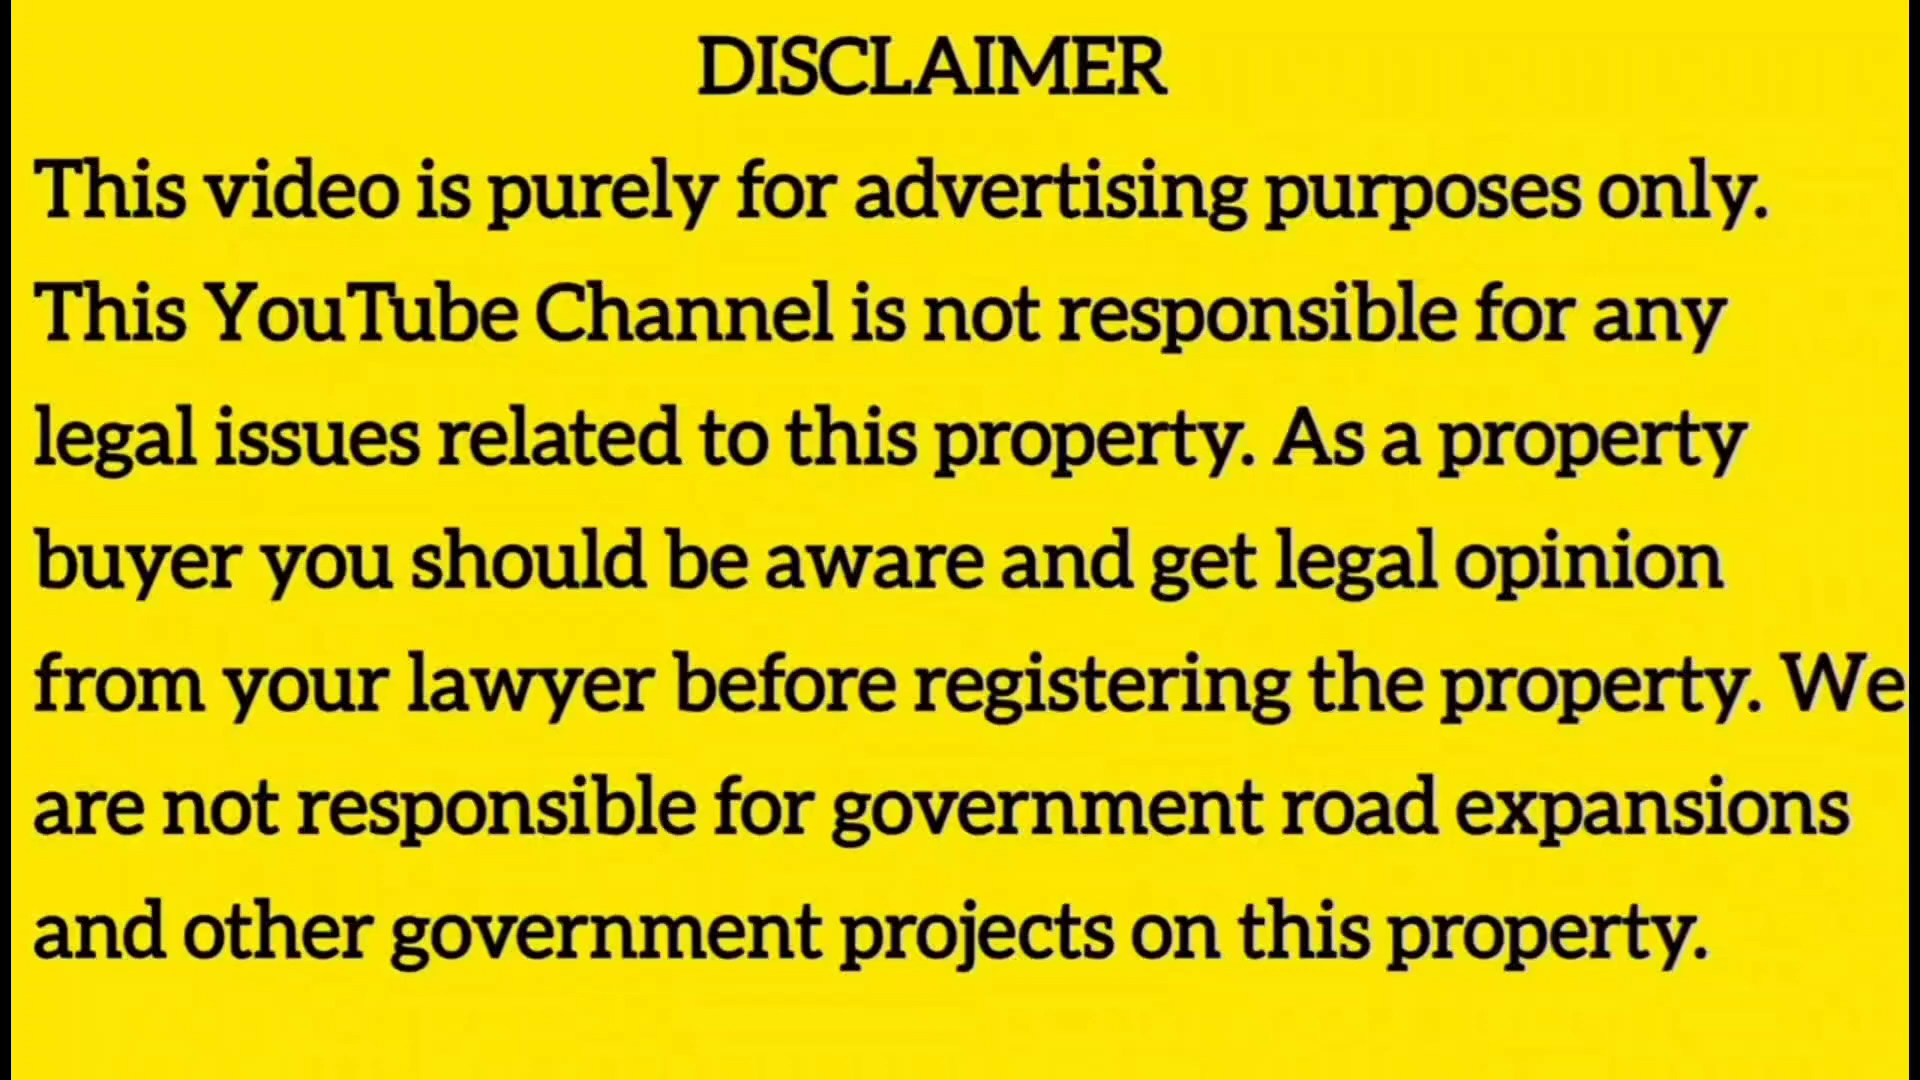 DISCLAIMER
This video is purely for advertising purposes only.
This YouTube Channel is not responsible for any
legal issues related to this property. As a property
buyer you should be aware and get legal opinion
from your lawyer before registering the property. We
are not responsible for government road expansions
and other government projects on this property.